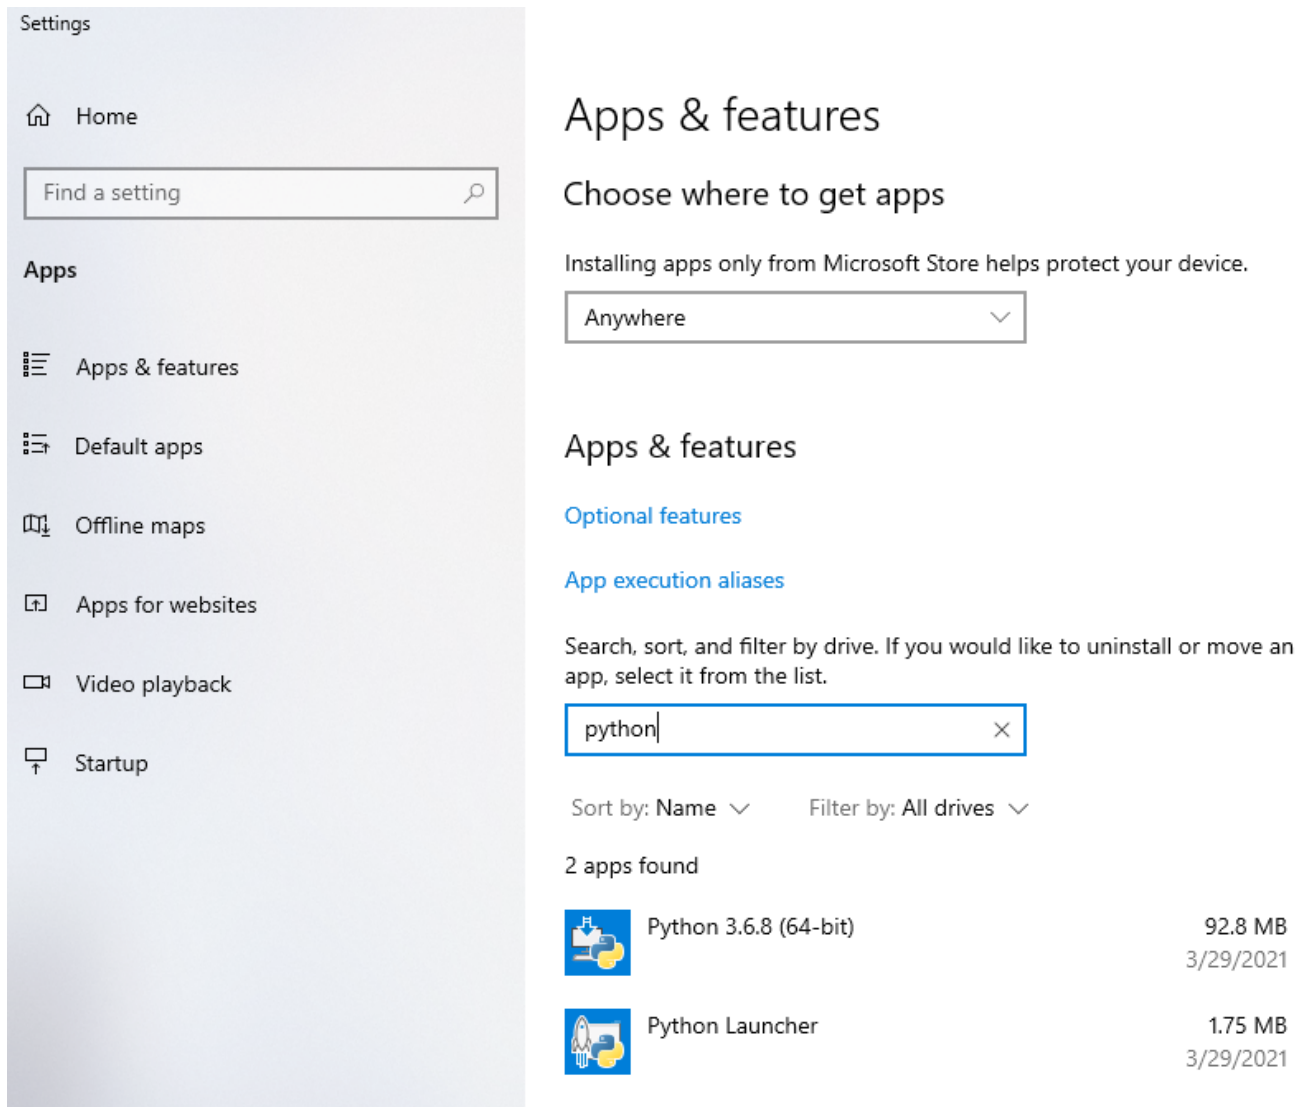 Settings
Home
Find a setting
Apps
Apps & features
Default apps
Offline maps
Apps for websites
Video playback
Startup
Apps & features
Choose where to get apps
Installing apps only from Microsoft Store helps protect your device.
Anywhere
Apps & features
Optional features
App execution aliases
Search, sort, and filter by drive. If you would like to uninstall or move an
app, select it from the list.
python
Sort by: Name Filter by: All drives
2 apps found
Python 3.6.8 (64-bit) 92.8 MB
3/29/2021
Python Launcher 1.75 MB
3/29/2021